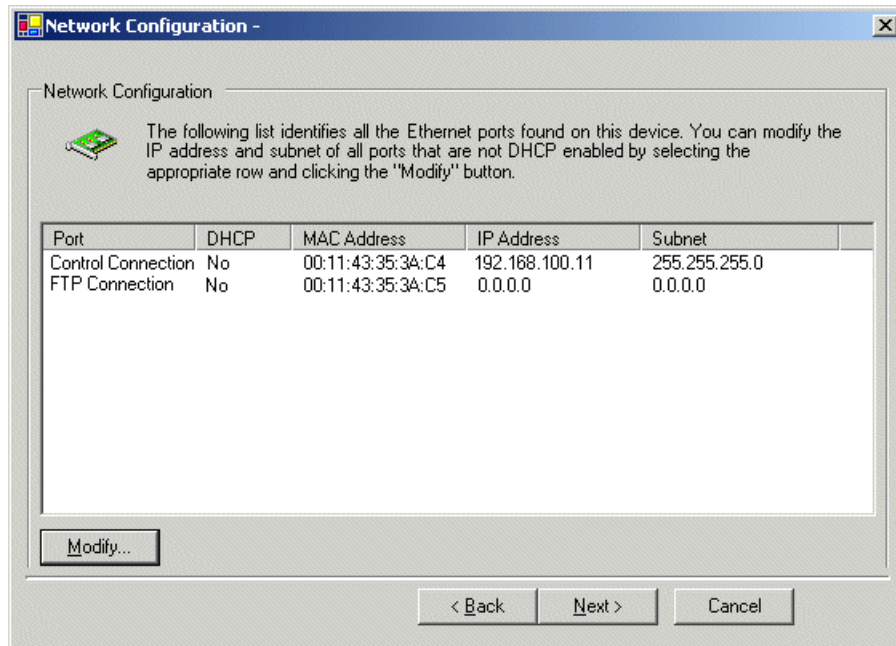 Network Configuration -
Network Configuration
The following list identifies all the Ethernet ports found on this device. You can modify the
IP address and subnet of all ports that are not DHCP enabled by selecting the
appropriate row and clicking the "Modify" button.
Port DHCP MAC Address IP Address Subnet
Control Connection No 00:11:43:35:3A:C4 192.168.100.11 255.255.255.0
FTP Connection No 00:11:43:35:3A:C5 0.0.0.0 0.0.0.0
Modify...
< Back Next > Cancel